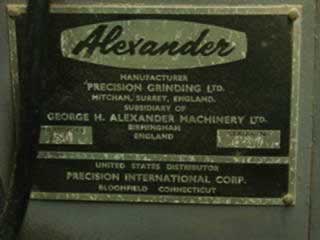 Alexander
MANUFACTURER
PRECISION GRINDING LTD.
MITCHAM, SURREY, ENGLAND.
SUBSIDIARY OF
GEORGE H. ALEXANDER MACHINERY LTD.
BIRMINGHAM
ENGLAND
UNITED STATES DISTRIBUTOR
PRECISION INTERNATIONAL CORP.
BLOOMFIELD CONNECTICUT